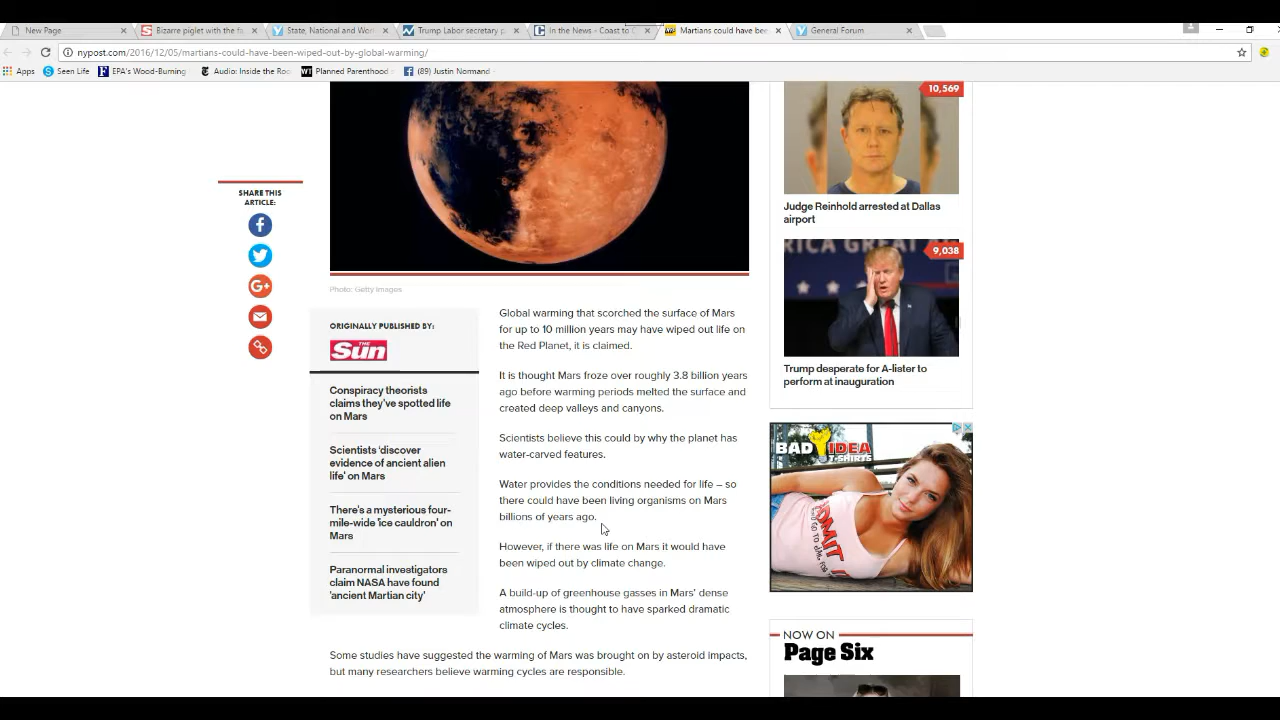 New Page
Bizarre piglet with the fa
State, National and Wor
Trump Labor secretary p
In the News - Coast to C
Martians could have bee
General Forum
nypost.com/2016/12/05/martians-could-have-been-wiped-out-by-global-warming/
Apps
Seen Life
EPA's Wood-Burning
Audio: Inside the Roo
Planned Parenthood
(89) Justin Normand
SHARE THIS
ARTICLE:
Photo: Getty Images
ORIGINALLY PUBLISHED BY:
THE Sun
Conspiracy theorists
claims they've spotted life
on Mars
Scientists 'discover
evidence of ancient alien
life' on Mars
There's a mysterious four-
mile-wide 'ice cauldron' on
Mars
Paranormal investigators
claim NASA have found
'ancient Martian city'
Global warming that scorched the surface of Mars
for up to 10 million years may have wiped out life on
the Red Planet, it is claimed.
It is thought Mars froze over roughly 3.8 billion years
ago before warming periods melted the surface and
created deep valleys and canyons.
Scientists believe this could by why the planet has
water-carved features.
Water provides the conditions needed for life – so
there could have been living organisms on Mars
billions of years ago.
However, if there was life on Mars it would have
been wiped out by climate change.
A build-up of greenhouse gasses in Mars' dense
atmosphere is thought to have sparked dramatic
climate cycles.
Some studies have suggested the warming of Mars was brought on by asteroid impacts,
but many researchers believe warming cycles are responsible.
10,569
Judge Reinhold arrested at Dallas
airport
RICA GREAT A
9,038
Trump desperate for A-lister to
perform at inauguration
BAD IDEA
T-SHIRTS
NOW ON
Page Six